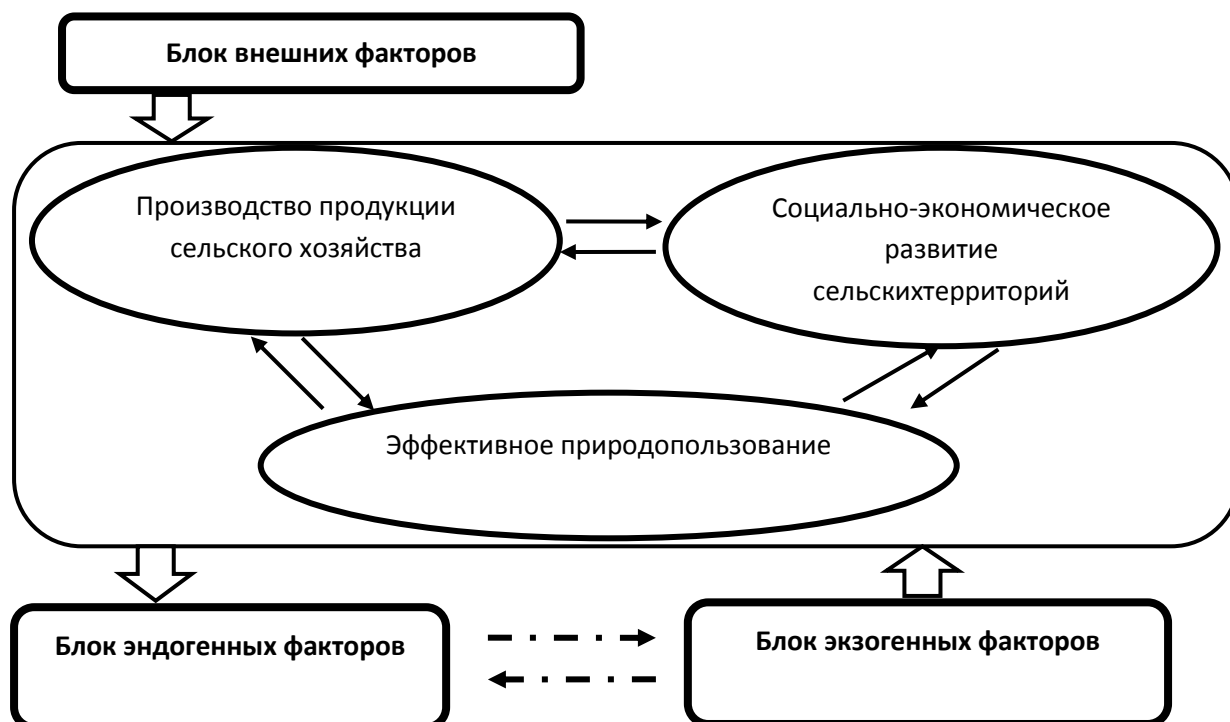 Блок внешних факторов
Производство продукции
сельского хозяйства
Социально-экономическое
развитие
сельскихтерриторий
Эффективное природопользование
Блок эндогенных факторов
Блок экзогенных факторов